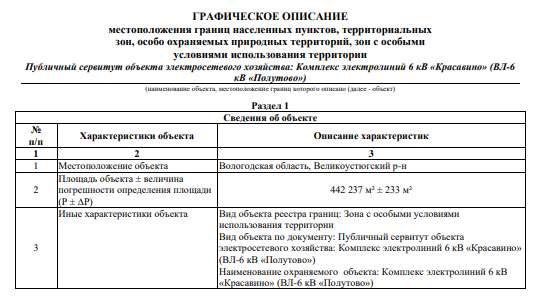 ГРАФИЧЕСКОЕ ОПИСАНИЕ
местоположения границ населенных пунктов, территориальных
зон, особо охраняемых природных территорий, зон с особыми
условиями использования территории
Публичный сервитут объекта электросетевого хозяйства: Комплекс электролиний 6 кВ «Красавино» (ВЛ-6
кВ «Полутово»)
(наименование объекта, местоположение границ которого описано (далее - объект)
Раздел 1
Сведения об объекте
№
п/п
Характеристики объекта
Описание характеристик
1
2
3
1
Местоположение объекта
Вологодская область, Великоустюгский р-н
2
Площадь объекта ± величина
погрешности определения площади
(P ± ΔP)
442 237 м² ± 233 м²
3
Иные характеристики объекта
Вид объекта реестра границ: Зона с особыми условиями
использования территории
Вид объекта по документу: Публичный сервитут объекта
электросетевого хозяйства: Комплекс электролиний 6 кВ «Красавино»
(ВЛ-6 кВ «Полутово»)
Наименование охраняемого объекта: Комплекс электролиний 6 кВ
«Красавино» (ВЛ-6 кВ «Полутово»)